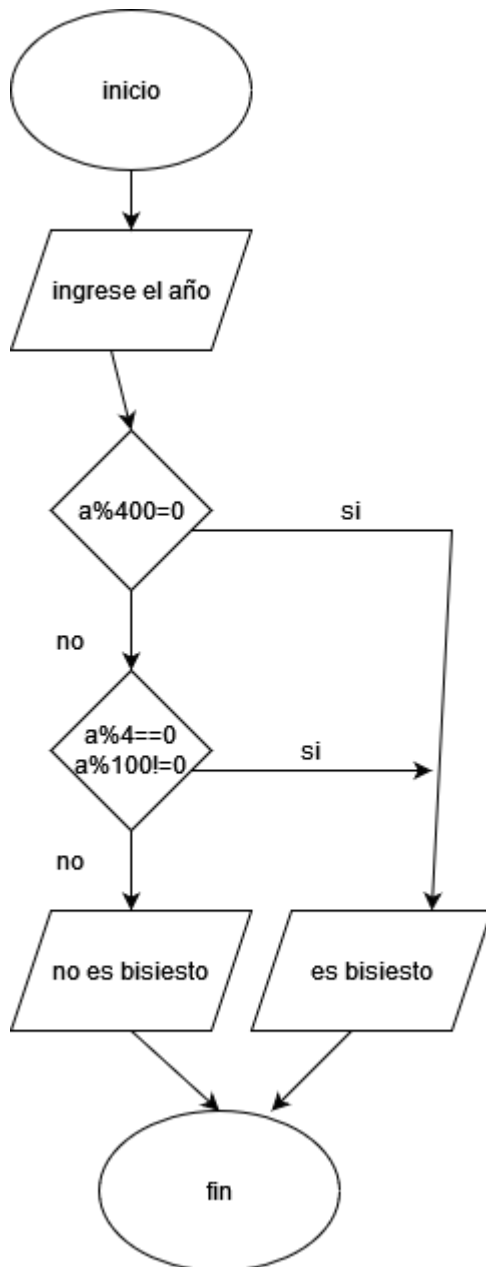 inicio
ingrese el año
a%400=0
si
no
a%4==0
a%100!=0
si
no
no es bisiesto
es bisiesto
fin